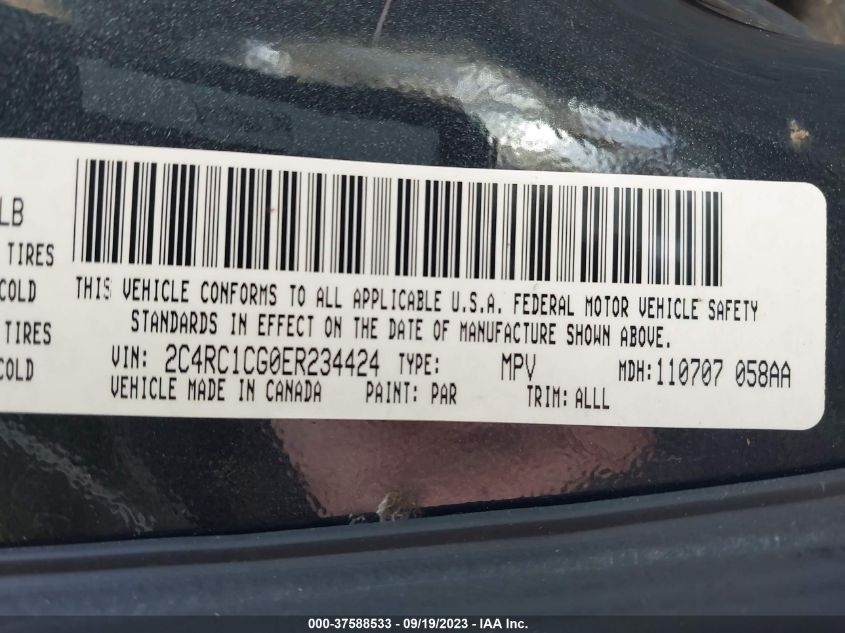 LB
TIRES
COLD
TIRES
COLD
THIS VEHICLE CONFORMS TO ALL APPLICABLE U.S.A. FEDERAL MOTOR VEHICLE SAFETY
STANDARDS IN EFFECT ON THE DATE OF MANUFACTURE SHOWN ABOVE.
VIN: 2C4RC1CG0ER234424 TYPE: MPV MDH: 110707 058AA
VEHICLE MADE IN CANADA PAINT: PAR TRIM: ALLL
000-37588533 - 09/19/2023 - IAA Inc.